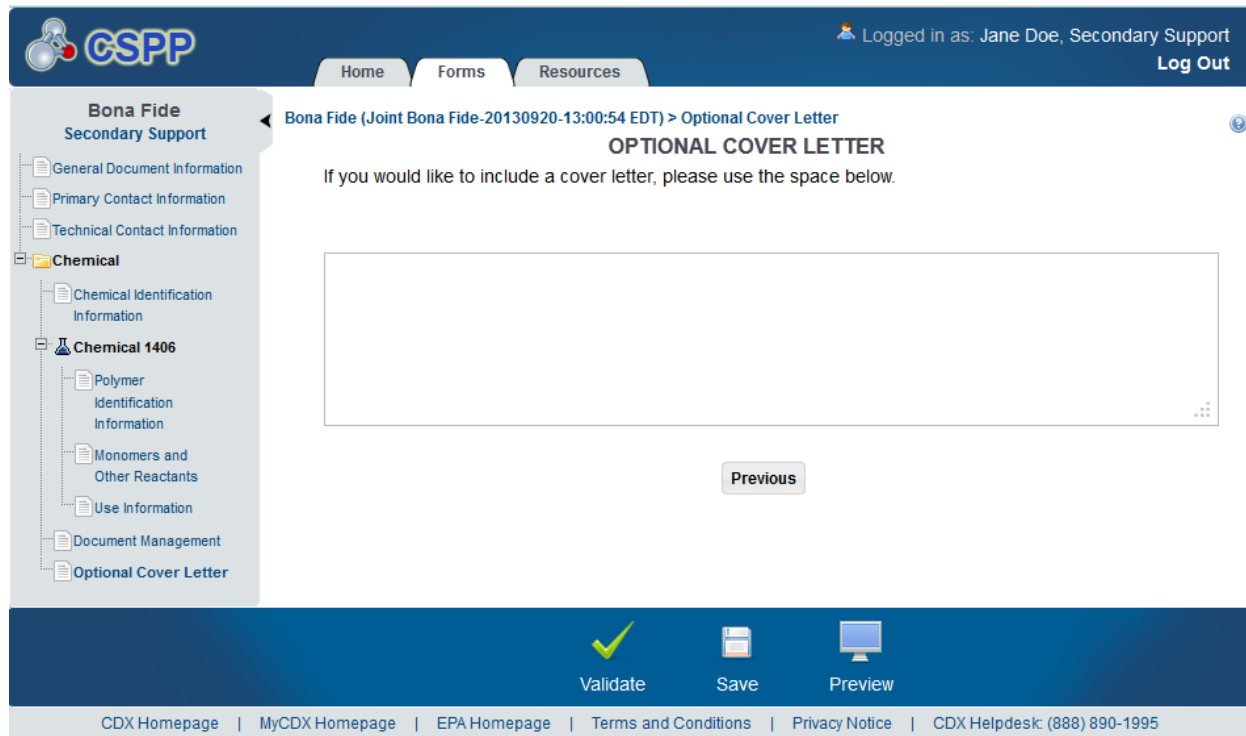 CSPP
Logged in as: Jane Doe, Secondary Support
Log Out
Home Forms Resources
Bona Fide
Secondary Support
General Document Information
Primary Contact Information
Technical Contact Information
Chemical
Chemical Identification
Information
Chemical 1406
Polymer
Identification
Information
Monomers and
Other Reactants
Use Information
Document Management
Optional Cover Letter
Bona Fide (Joint Bona Fide-20130920-13:00:54 EDT) > Optional Cover Letter
OPTIONAL COVER LETTER
If you would like to include a cover letter, please use the space below.
Previous
Validate Save Preview
CDX Homepage | MyCDX Homepage | EPA Homepage | Terms and Conditions | Privacy Notice | CDX Helpdesk: (888) 890-1995